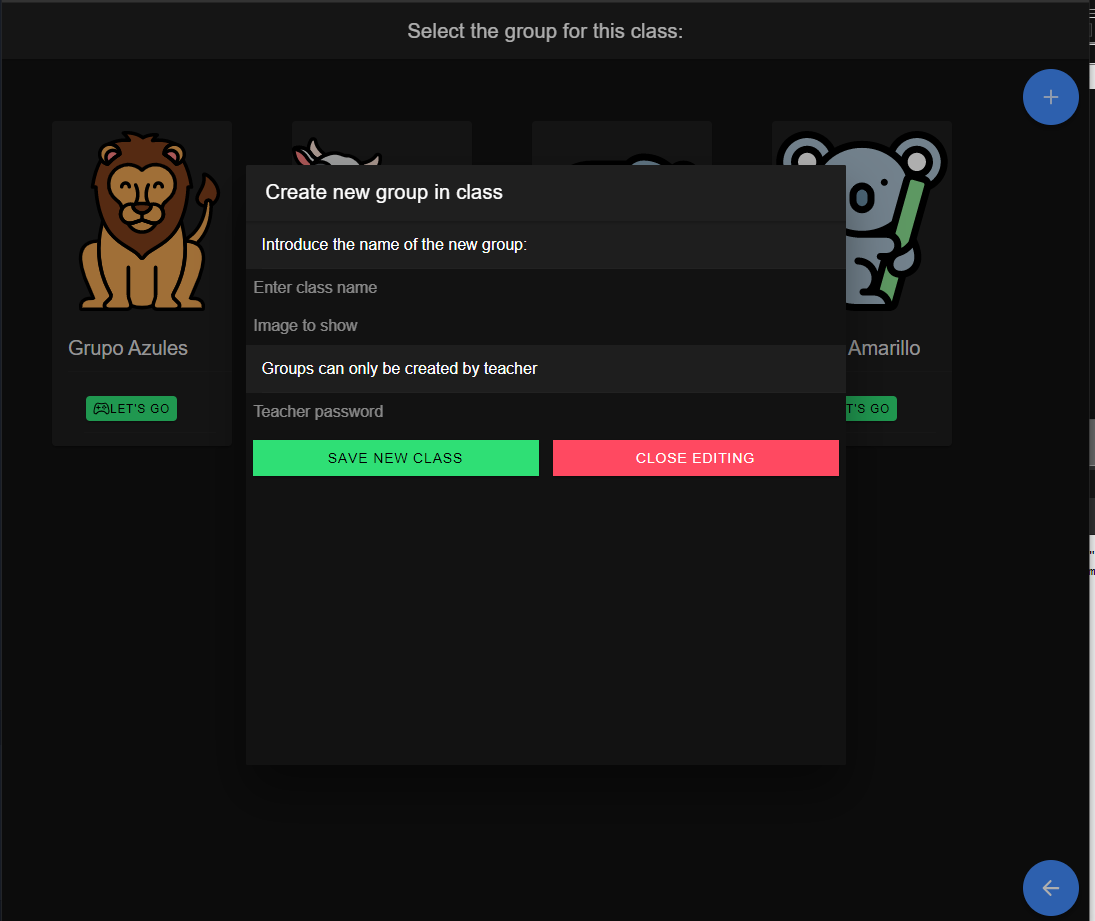 Select the group for this class:
Create new group in class
Introduce the name of the new group:
Enter class name
Image to show
Groups can only be created by teacher
Teacher password
SAVE NEW CLASS
CLOSE EDITING
Grupo Azules
LET'S GO
Amarillo
T'S GO